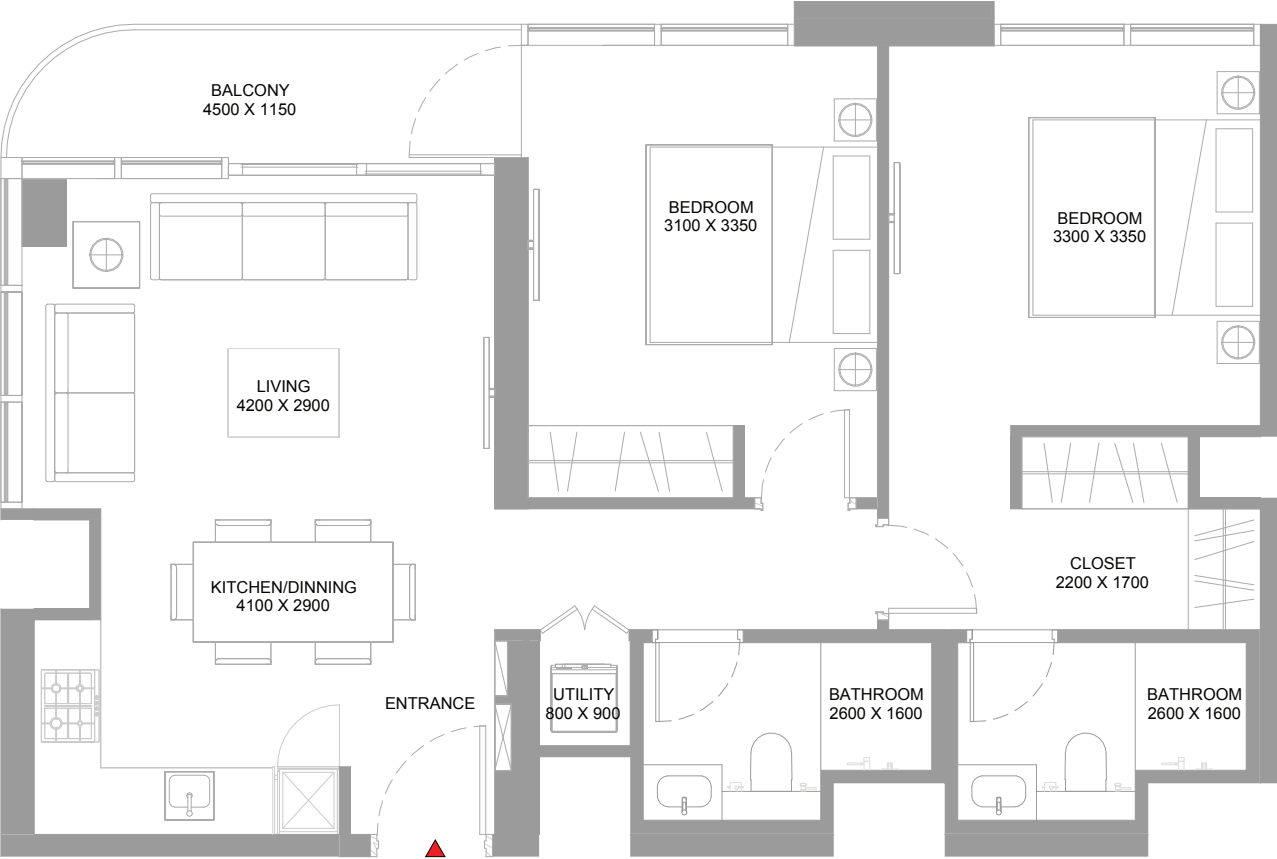 BALCONY
4500 X 1150
BEDROOM
3100 X 3350
BEDROOM
3300 X 3350
LIVING
4200 X 2900
KITCHEN/DINNING
4100 X 2900
CLOSET
2200 X 1700
ENTRANCE
UTILITY
800 X 900
BATHROOM
2600 X 1600
BATHROOM
2600 X 1600